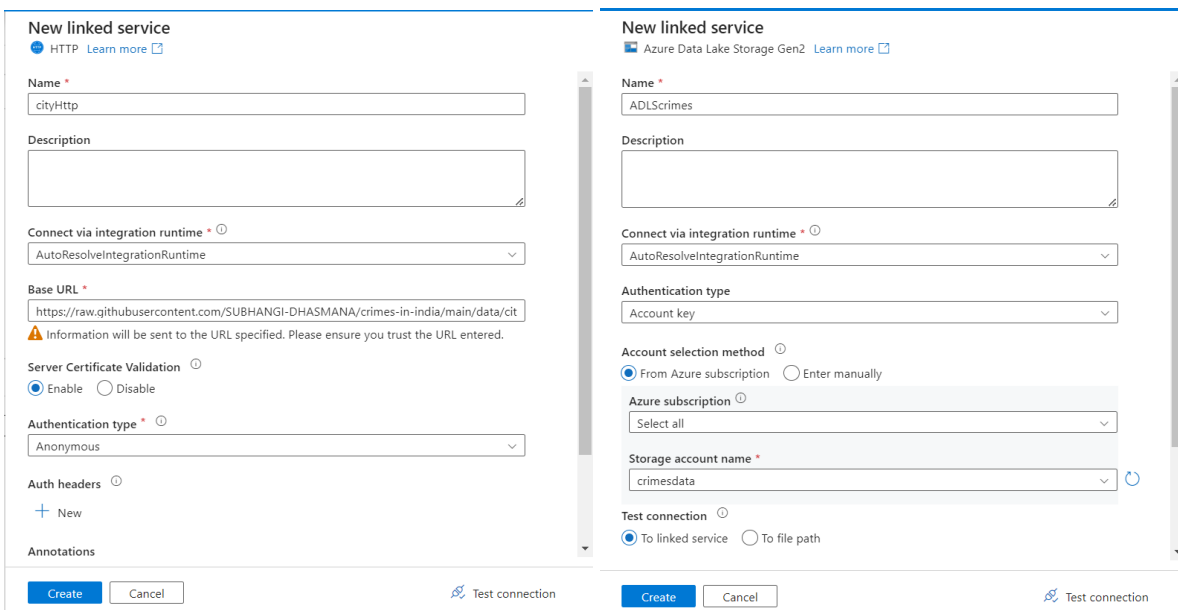 New linked service
HTTP Learn more
Name *
cityHttp
Description
Connect via integration runtime *
AutoResolveIntegrationRuntime
Base URL *
https://raw.githubusercontent.com/SUBHANGI-DHASMANA/crimes-in-india/main/data/cit
Information will be sent to the URL specified. Please ensure you trust the URL entered.
Server Certificate Validation
Enable Disable
Authentication type *
Anonymous
Auth headers
New
Annotations
Create Cancel Test connection
New linked service
Azure Data Lake Storage Gen2 Learn more
Name *
ADLScrimes
Description
Connect via integration runtime *
AutoResolveIntegrationRuntime
Authentication type
Account key
Account selection method
From Azure subscription Enter manually
Azure subscription
Select all
Storage account name *
crimesdata
Test connection
To linked service To file path
Create Cancel Test connection